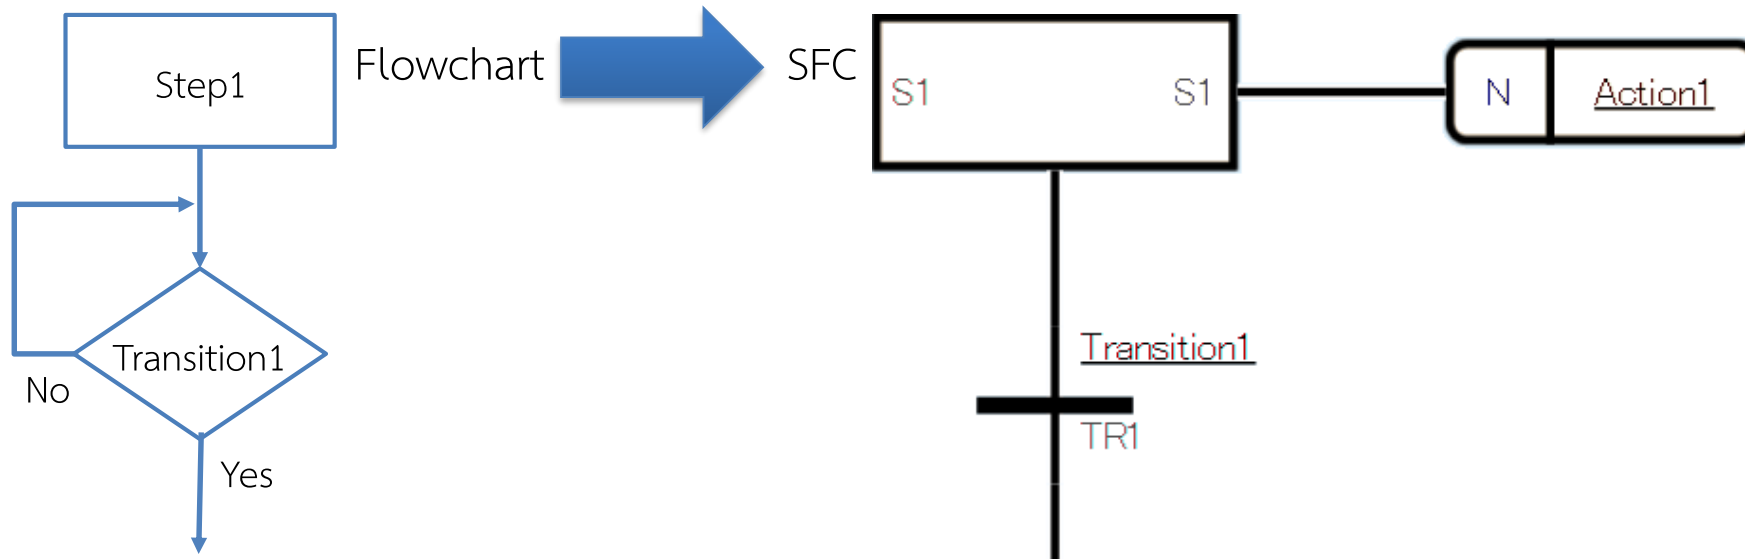 Step1
Flowchart
SFC
S1
S1
N
Action1
Transition1
No
Yes
Transition1
TR1